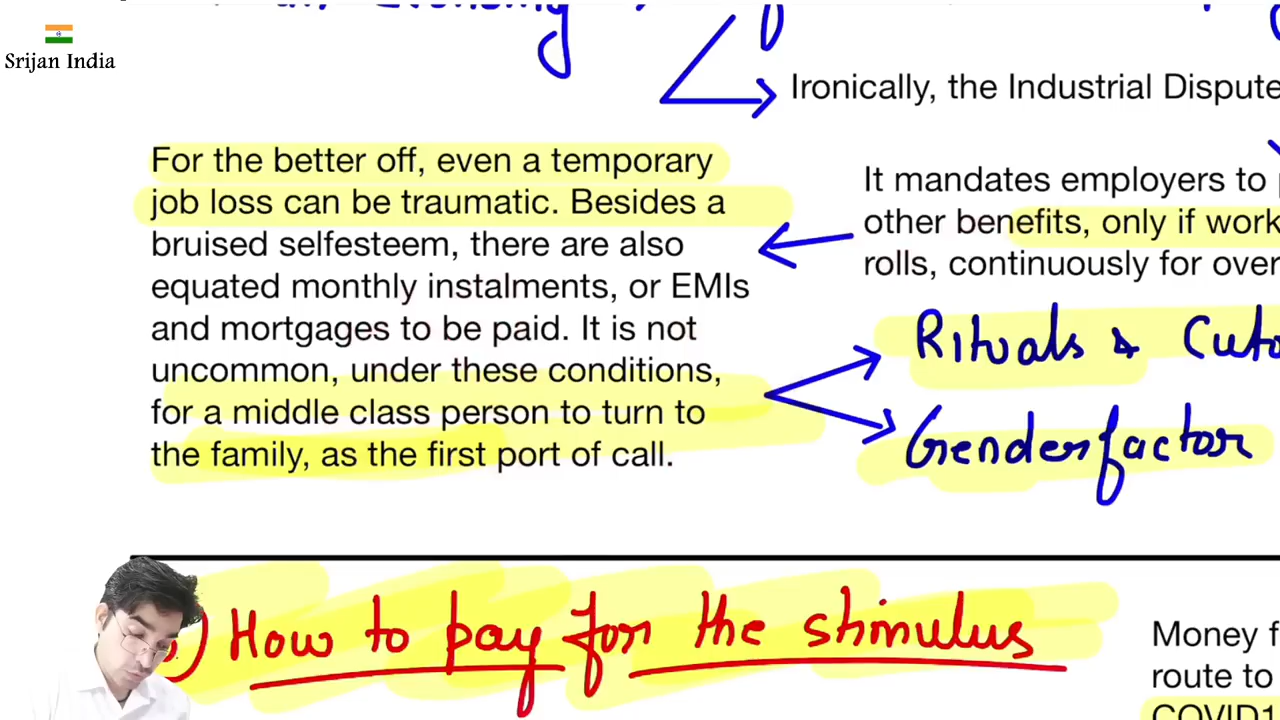 Srijan India
Ironically, the Industrial Dispute
For the better off, even a temporary
job loss can be traumatic. Besides a
bruised selfesteem, there are also
equated monthly instalments, or EMIs
and mortgages to be paid. It is not
uncommon, under these conditions,
for a middle class person to turn to
the family, as the first port of call.
It mandates employers to
other benefits, only if work
rolls, continuously for over
Rituals &
Genderfactor
How to pay for the stimulus
Money f
route to
COVID1